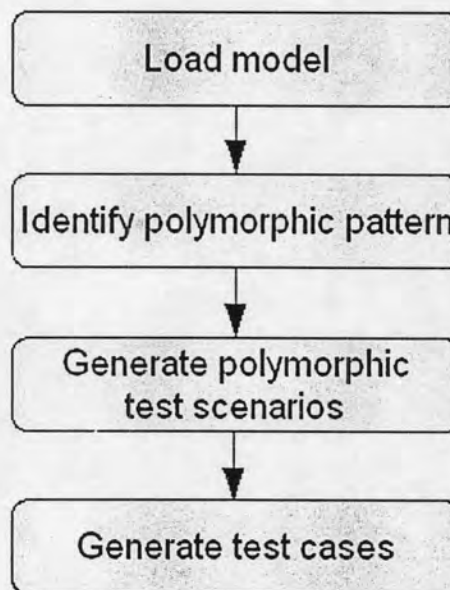 Load model
Identify polymorphic pattern
Generate polymorphic
test scenarios
Generate test cases